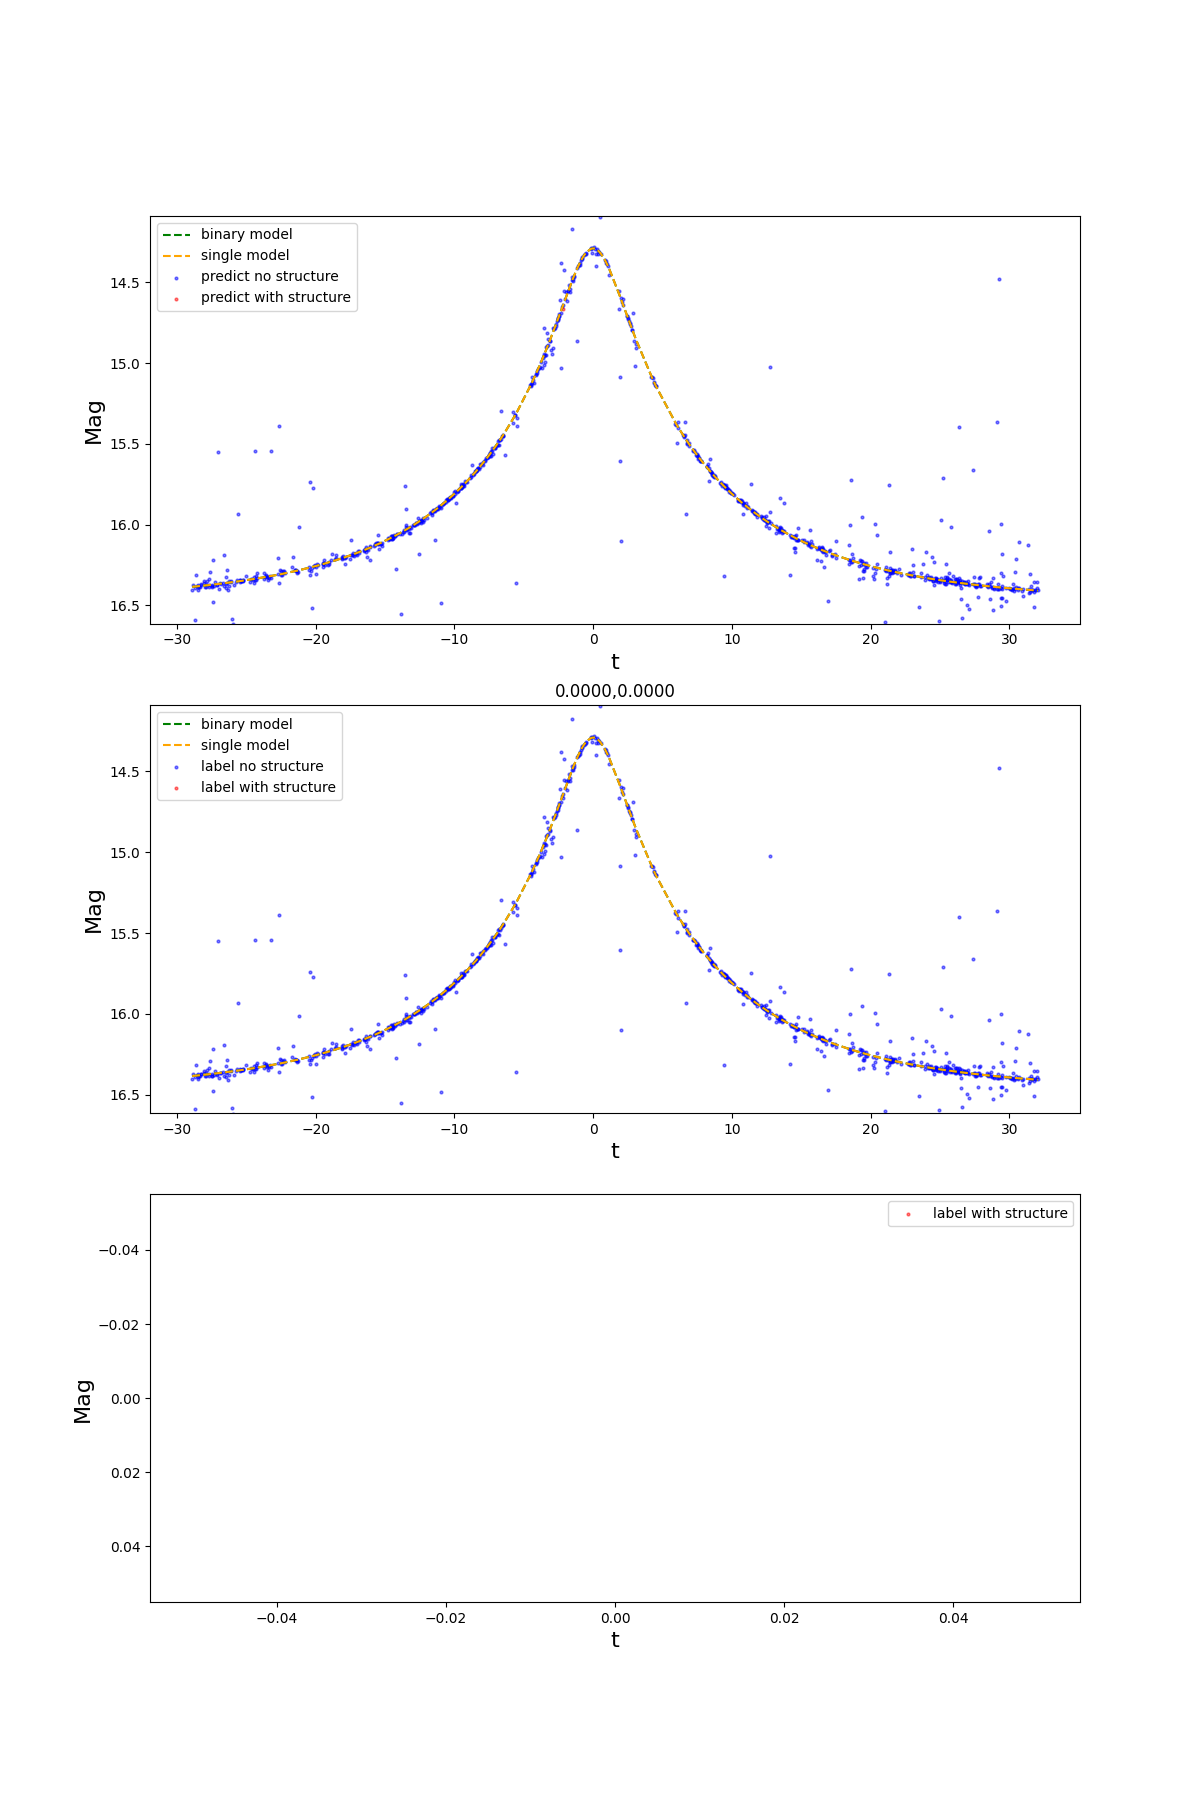 binary model
single model
predict no structure
predict with structure
14.5
15.0
15.5
16.0
16.5
Mag
−30
−20
−10
0
10
20
30
t
0.0000,0.0000
binary model
single model
label no structure
label with structure
14.5
15.0
15.5
16.0
16.5
Mag
−30
−20
−10
0
10
20
30
t
label with structure
−0.04
−0.02
0.00
0.02
0.04
Mag
−0.04
−0.02
0.00
0.02
0.04
t